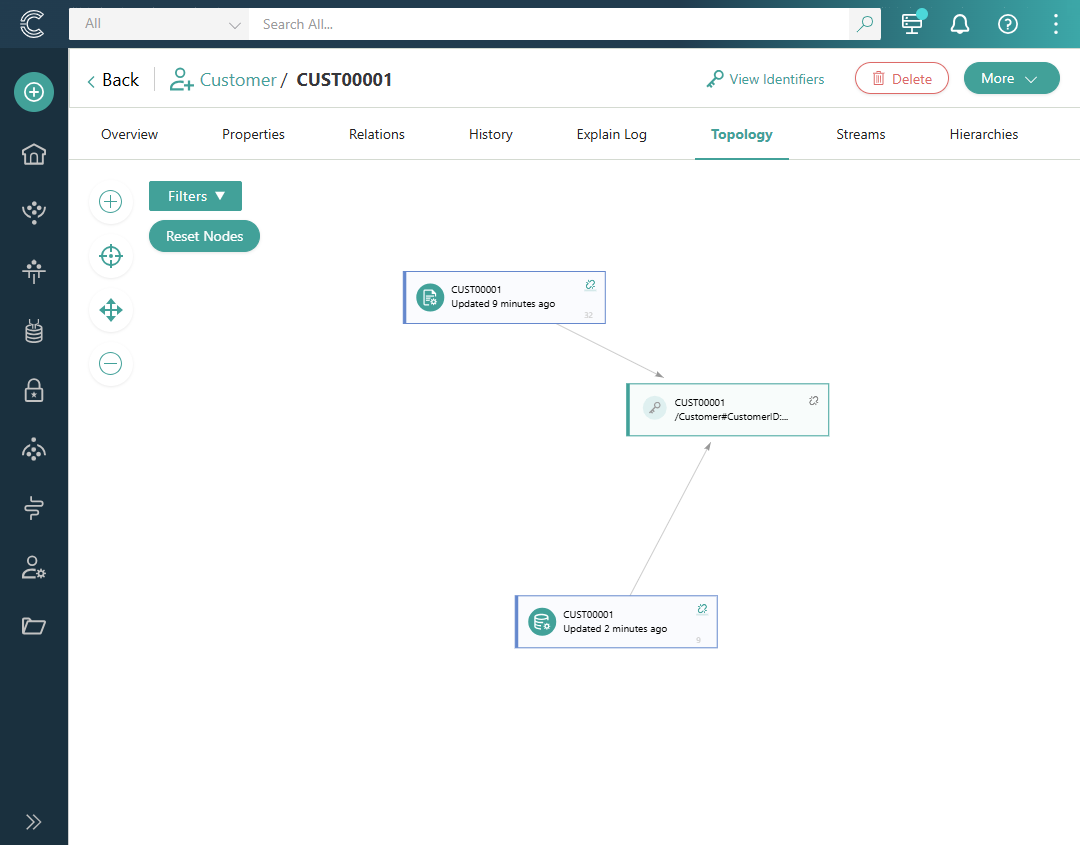 All
Search All...
Back
Customer / CUST00001
View Identifiers
Delete
More
Overview
Properties
Relations
History
Explain Log
Topology
Streams
Hierarchies
Filters ▼
Reset Nodes
CUST00001
Updated 9 minutes ago
32
CUST00001
/Customer#CustomerID:...
CUST00001
Updated 2 minutes ago
9